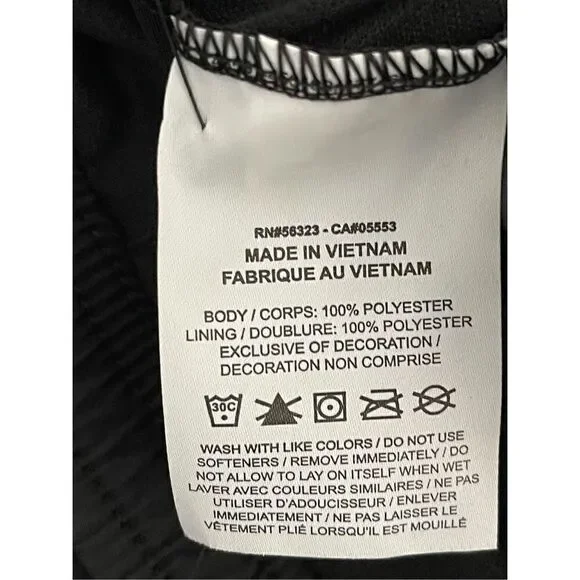 RN#56323 - CA#05553
MADE IN VIETNAM
FABRIQUE AU VIETNAM
BODY / CORPS: 100% POLYESTER
LINING / DOUBLURE: 100% POLYESTER
EXCLUSIVE OF DECORATION /
DECORATION NON COMPRISE
30C
WASH WITH LIKE COLORS / DO NOT USE
SOFTENERS / REMOVE IMMEDIATELY / DO
NOT ALLOW TO LAY ON ITSELF WHEN WET
LAVER AVEC COULEURS SIMILAIRES / NE PAS
UTILISER D'ADOUCISSEUR / ENLEVER
IMMEDIATEMENT / NE PAS LAISSER LE
VÊTEMENT PLIÉ LORSQU'IL EST MOUILLÉ